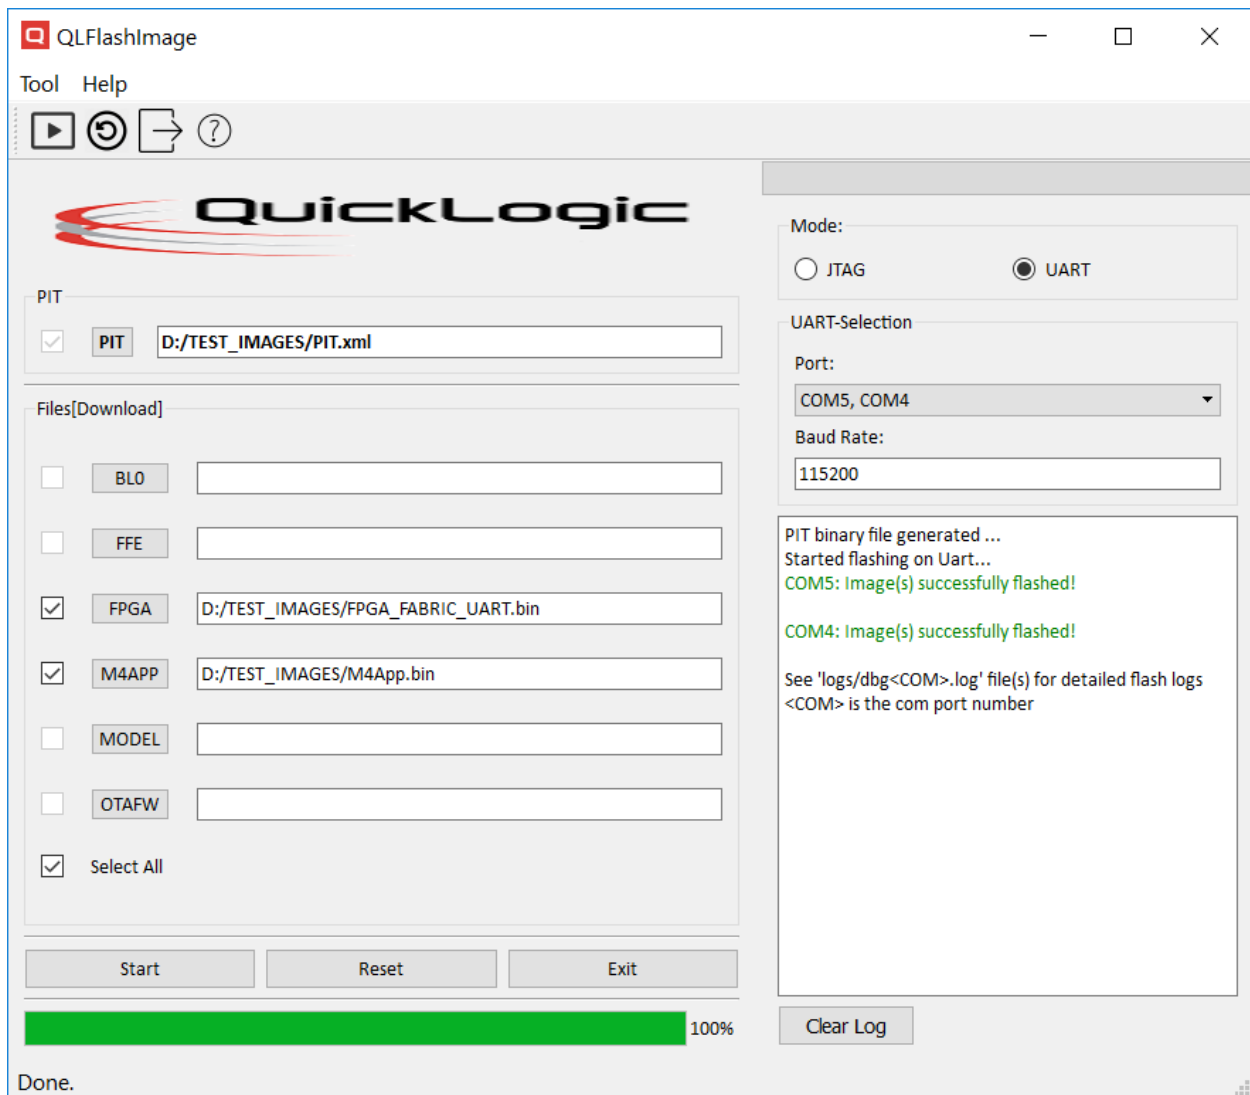 QLFlashImage
Tool Help
QuickLogic
PIT
PIT D:/TEST_IMAGES/PIT.xml
Files[Download]
BL0
FFE
FPGA D:/TEST_IMAGES/FPGA_FABRIC_UART.bin
M4APP D:/TEST_IMAGES/M4App.bin
MODEL
OTAFW
Select All
Start Reset Exit
100%
Done.
Mode:
JTAG UART
UART-Selection
Port:
COM5, COM4
Baud Rate:
115200
PIT binary file generated ...
Started flashing on Uart...
COM5: Image(s) successfully flashed!
COM4: Image(s) successfully flashed!
See 'logs/dbg<COM>.log' file(s) for detailed flash logs
<COM> is the com port number
Clear Log